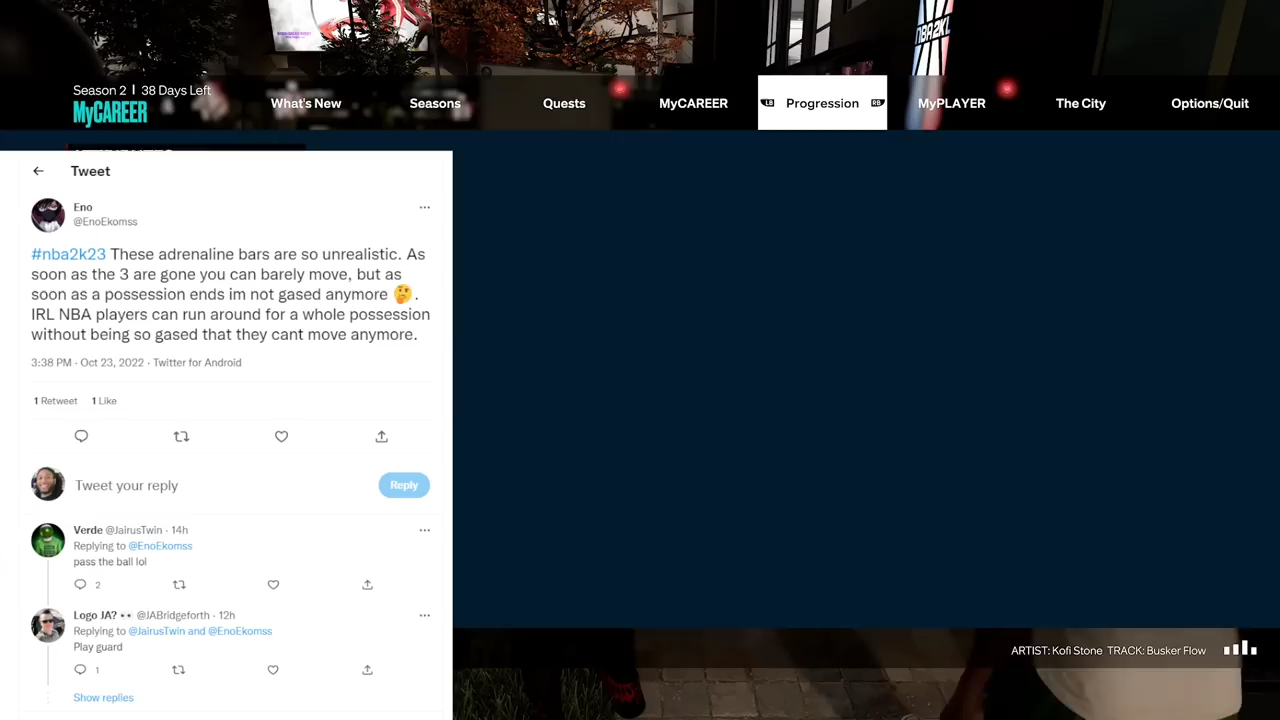 NBA2KL
Season 2 | 38 Days Left
MyCAREER
What's New
Seasons
Quests
MyCAREER
LB Progression RB
MyPLAYER
The City
Options/Quit
← Tweet
Eno
@EnoEkomss
#nba2k23 These adrenaline bars are so unrealistic. As
soon as the 3 are gone you can barely move, but as
soon as a possession ends im not gased anymore 🤔.
IRL NBA players can run around for a whole possession
without being so gased that they cant move anymore.
3:38 PM · Oct 23, 2022 · Twitter for Android
1 Retweet 1 Like
Tweet your reply
Reply
Verde @JairusTwin · 14h
Replying to @EnoEkomss
pass the ball lol
2
Logo JA? 👀 @JABridgeforth · 12h
Replying to @JairusTwin and @EnoEkomss
Play guard
1
Show replies
ARTIST: Kofi Stone TRACK: Busker Flow